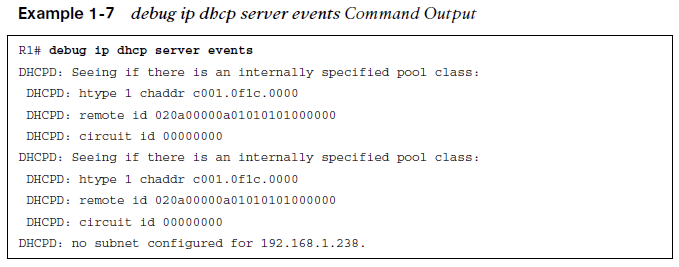 Example 1-7 debug ip dhcp server events Command Output
R1# debug ip dhcp server events
DHCPD: Seeing if there is an internally specified pool class:
DHCPD: htype 1 chaddr c001.0f1c.0000
DHCPD: remote id 020a00000a01010101000000
DHCPD: circuit id 00000000
DHCPD: Seeing if there is an internally specified pool class:
DHCPD: htype 1 chaddr c001.0f1c.0000
DHCPD: remote id 020a00000a01010101000000
DHCPD: circuit id 00000000
DHCPD: no subnet configured for 192.168.1.238.